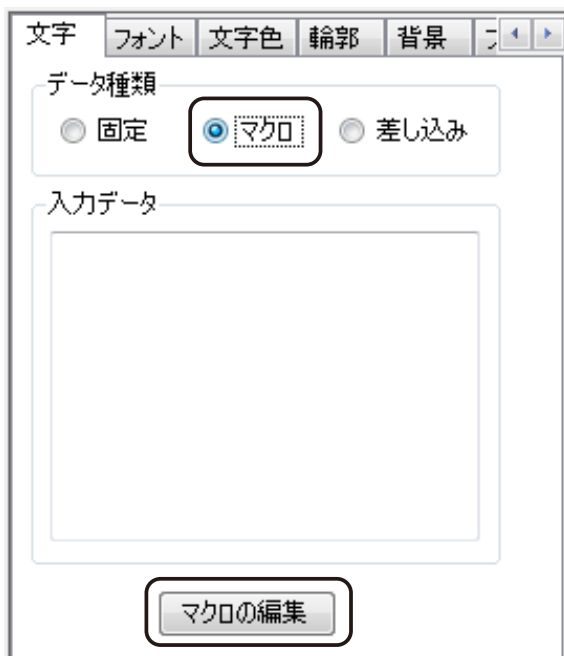 文字 フォント 文字色 輪郭 背景
データ種類
固定 マクロ 差し込み
入力データ
マクロの編集